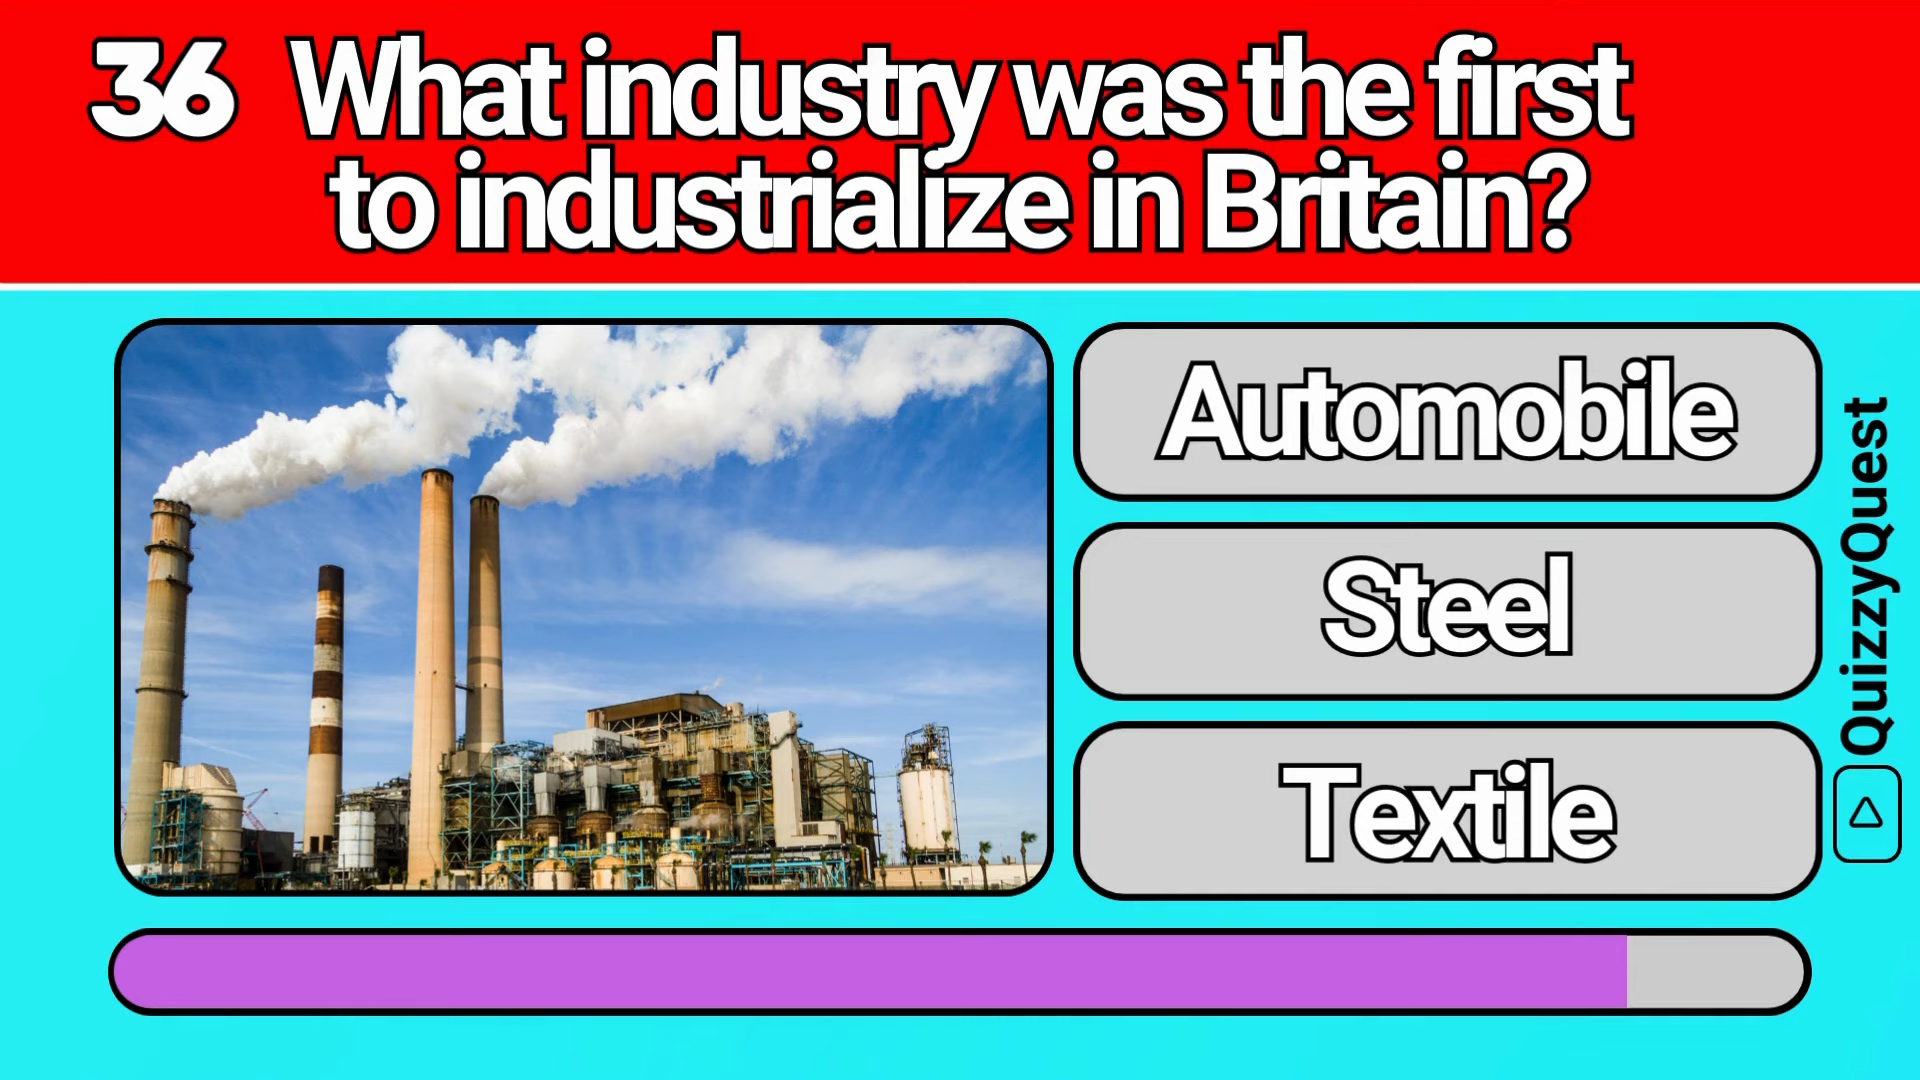 36 What industry was the first
to industrialize in Britain?
Automobile
Steel
Textile
QuizzyQuest